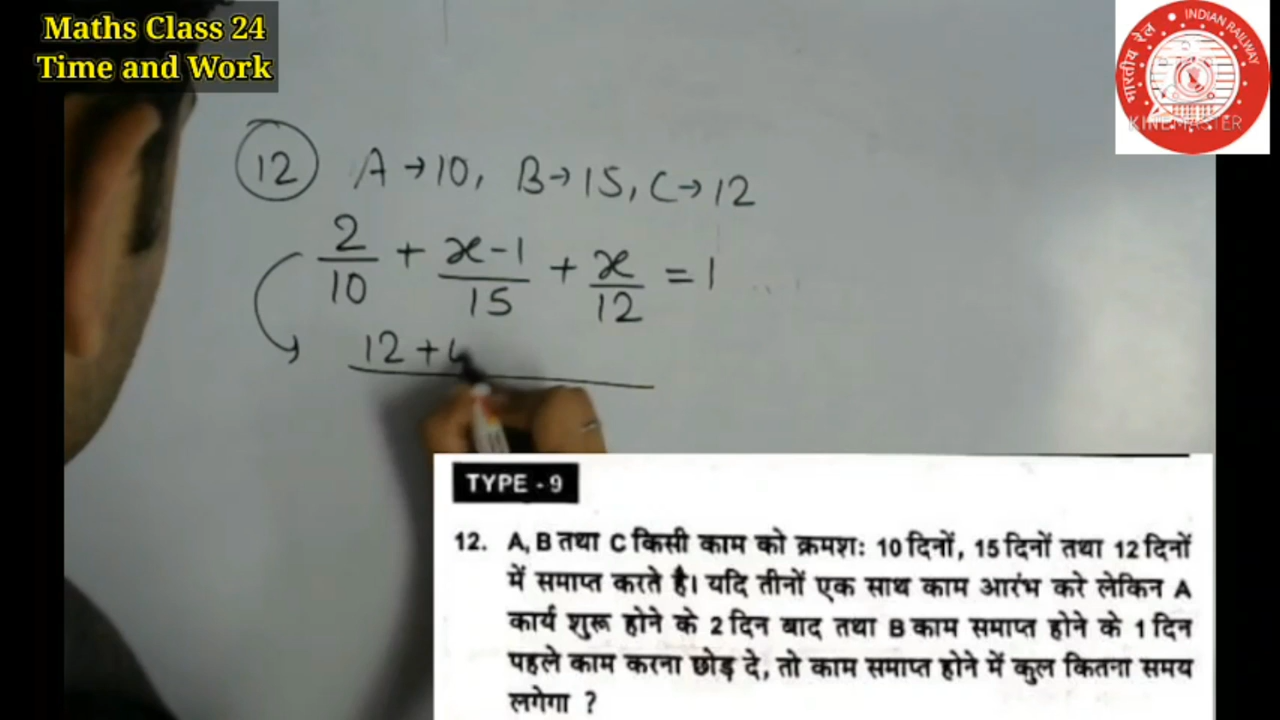 Maths Class 24
Time and Work
INDIAN RAILWAY
भारतीय रेल
KINEMASTER
12 A → 10, B → 15, C → 12
2/10 + x-1/15 + x/12 = 1
12 + 4
TYPE - 9
12. A, B तथा C किसी काम को क्रमशः 10 दिनों, 15 दिनों तथा 12 दिनों
में समाप्त करते है। यदि तीनों एक साथ काम आरंभ करे लेकिन A
कार्य शुरू होने के 2 दिन बाद तथा B काम समाप्त होने के 1 दिन
पहले काम करना छोड़ दे, तो काम समाप्त होने में कुल कितना समय
लगेगा ?